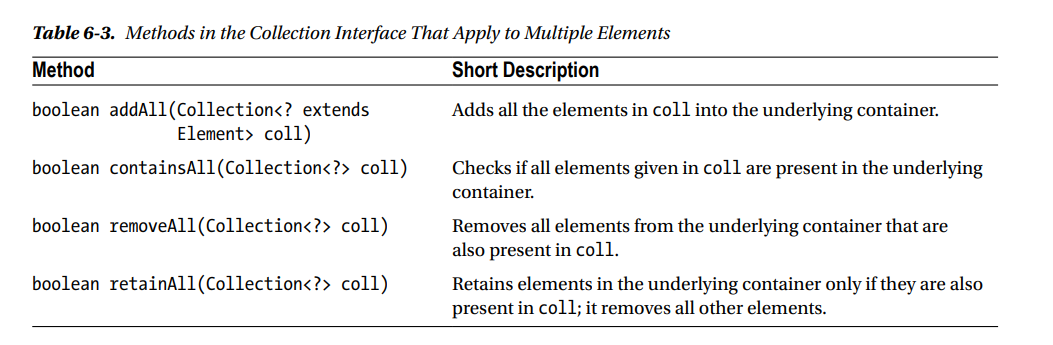 Table 6-3. Methods in the Collection Interface That Apply to Multiple Elements
Method Short Description
boolean addAll(Collection<? extends Element> coll) Adds all the elements in coll into the underlying container.
boolean containsAll(Collection<?> coll) Checks if all elements given in coll are present in the underlying
container.
boolean removeAll(Collection<?> coll) Removes all elements from the underlying container that are
also present in coll.
boolean retainAll(Collection<?> coll) Retains elements in the underlying container only if they are also
present in coll; it removes all other elements.